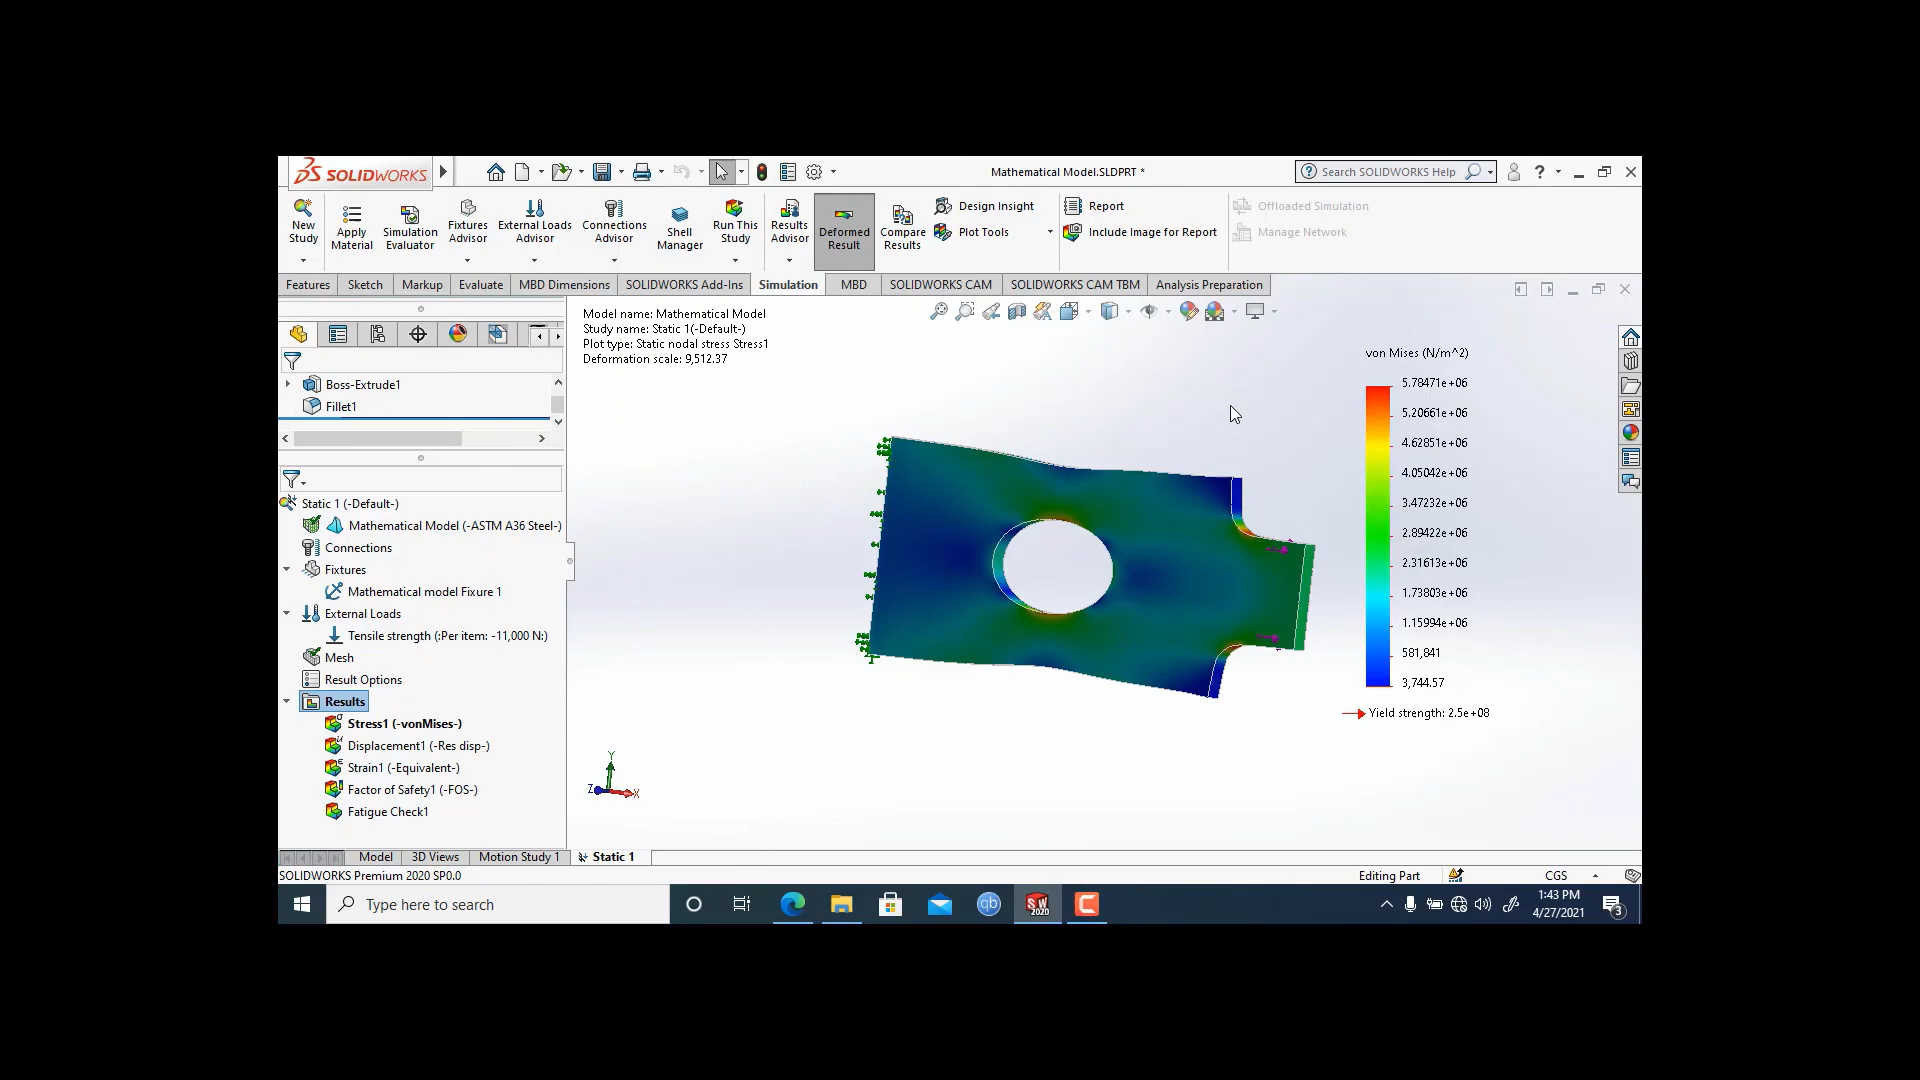 SOLIDWORKS
Mathematical Model.SLDPRT *
Search SOLIDWORKS Help
New Study
Apply Material
Simulation Evaluator
Fixtures Advisor
External Loads Advisor
Connections Advisor
Shell Manager
Run This Study
Results Advisor
Deformed Result
Compare Results
Design Insight
Plot Tools
Report
Include Image for Report
Offloaded Simulation
Manage Network
Features
Sketch
Markup
Evaluate
MBD Dimensions
SOLIDWORKS Add-Ins
Simulation
MBD
SOLIDWORKS CAM
SOLIDWORKS CAM TBM
Analysis Preparation
Boss-Extrude1
Fillet1
Static 1 (-Default-)
Mathematical Model (-ASTM A36 Steel-)
Connections
Fixtures
Mathematical model Fixure 1
External Loads
Tensile strength (:Per item: -11,000 N:)
Mesh
Result Options
Results
Stress1 (-vonMises-)
Displacement1 (-Res disp-)
Strain1 (-Equivalent-)
Factor of Safety1 (-FOS-)
Fatigue Check1
Model name: Mathematical Model
Study name: Static 1(-Default-)
Plot type: Static nodal stress Stress1
Deformation scale: 9,512.37
von Mises (N/m^2)
5.78471e+06
5.20661e+06
4.62851e+06
4.05042e+06
3.47232e+06
2.89422e+06
2.31613e+06
1.73803e+06
1.15994e+06
581,841
3,744.57
Yield strength: 2.5e+08
Y
Z
X
Model
3D Views
Motion Study 1
Static 1
SOLIDWORKS Premium 2020 SP0.0
Editing Part
CGS
Type here to search
qb
SW
2020
1:43 PM
4/27/2021
3